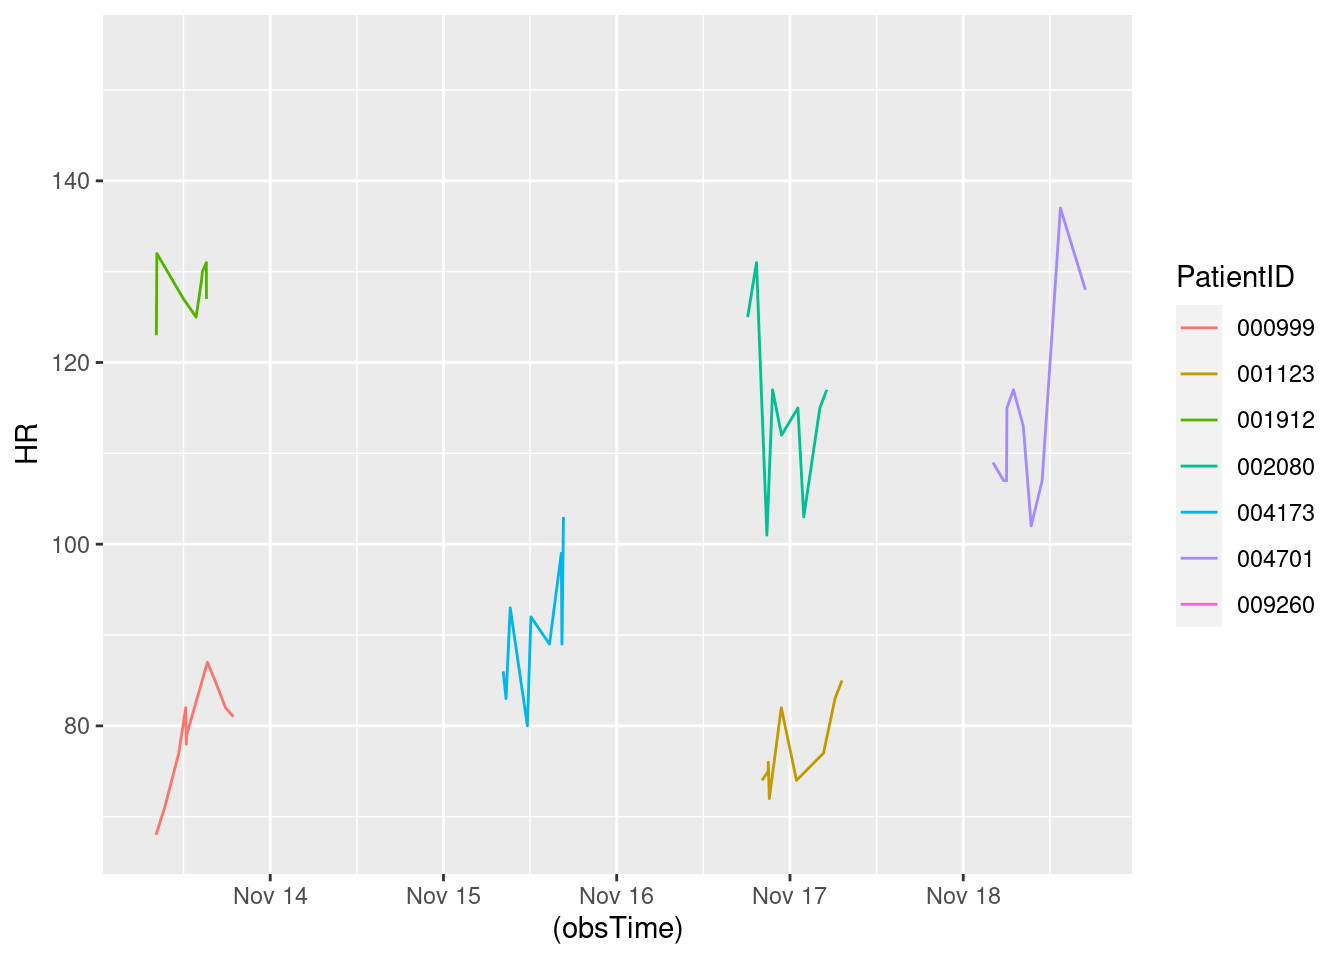 HR
140
120
100
80
Nov 14
Nov 15
Nov 16
Nov 17
Nov 18
(obsTime)
PatientID
000999
001123
001912
002080
004173
004701
009260